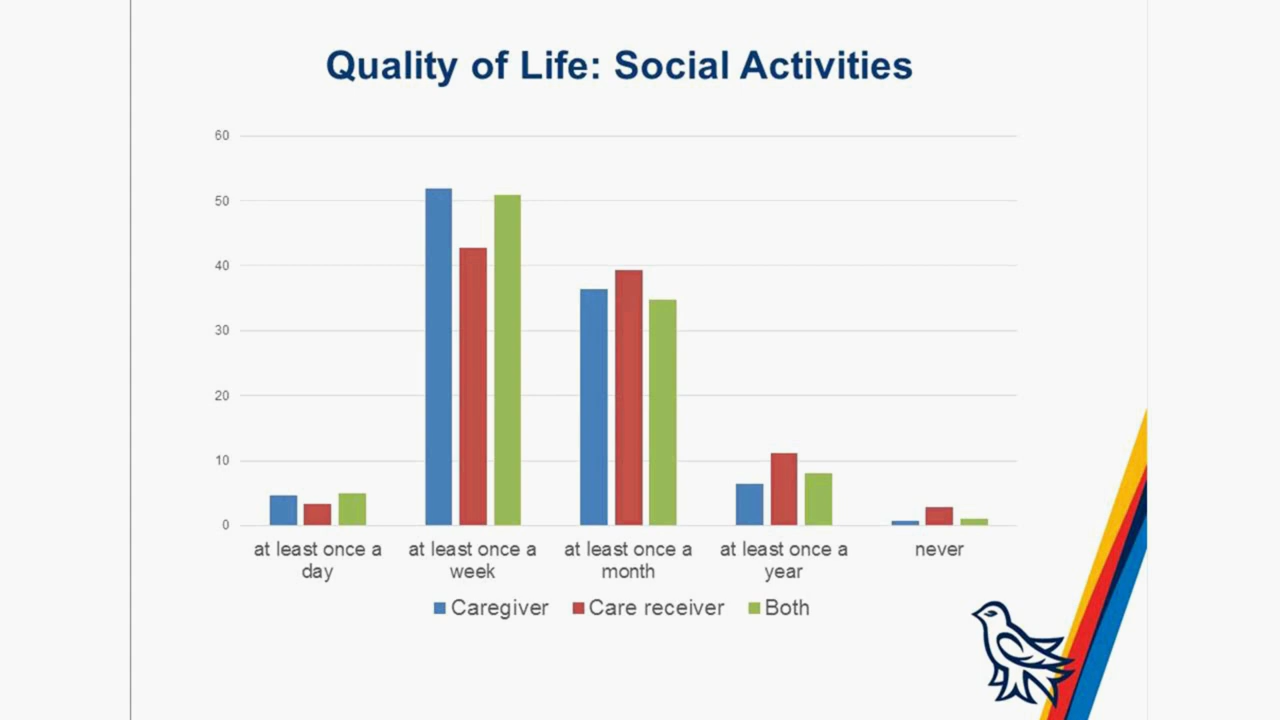 Quality of Life: Social Activities
60
50
40
30
20
10
0
at least once a day
at least once a week
at least once a month
at least once a year
never
Caregiver
Care receiver
Both